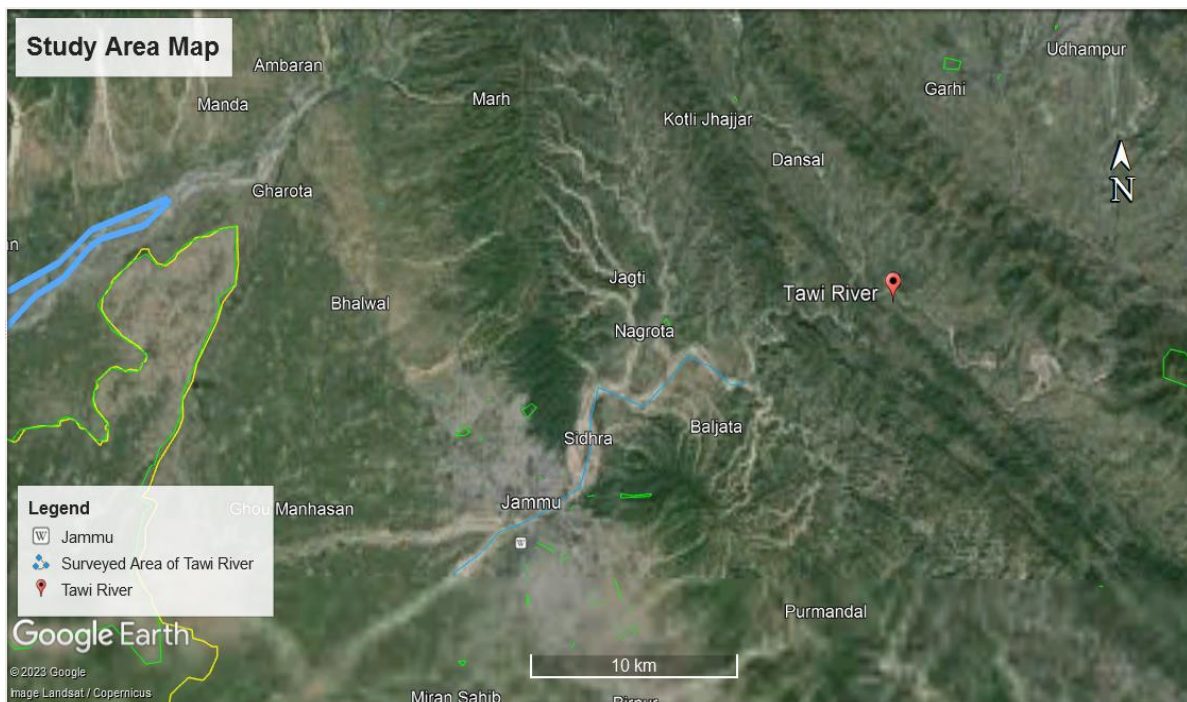 Study Area Map
Udhampur
Ambaran
Garhi
Marh
Manda
Kotli Jhajjar
Dansal
N
Gharota
Jagti
Tawi River
Bhalwal
Nagrota
Baljata
Sidhra
Jammu
Ghou Manhasan
Legend
W Jammu
Surveyed Area of Tawi River
Tawi River
W
Purmandal
Google Earth
10 km
© 2023 Google
Image Landsat / Copernicus
Miran Sahib